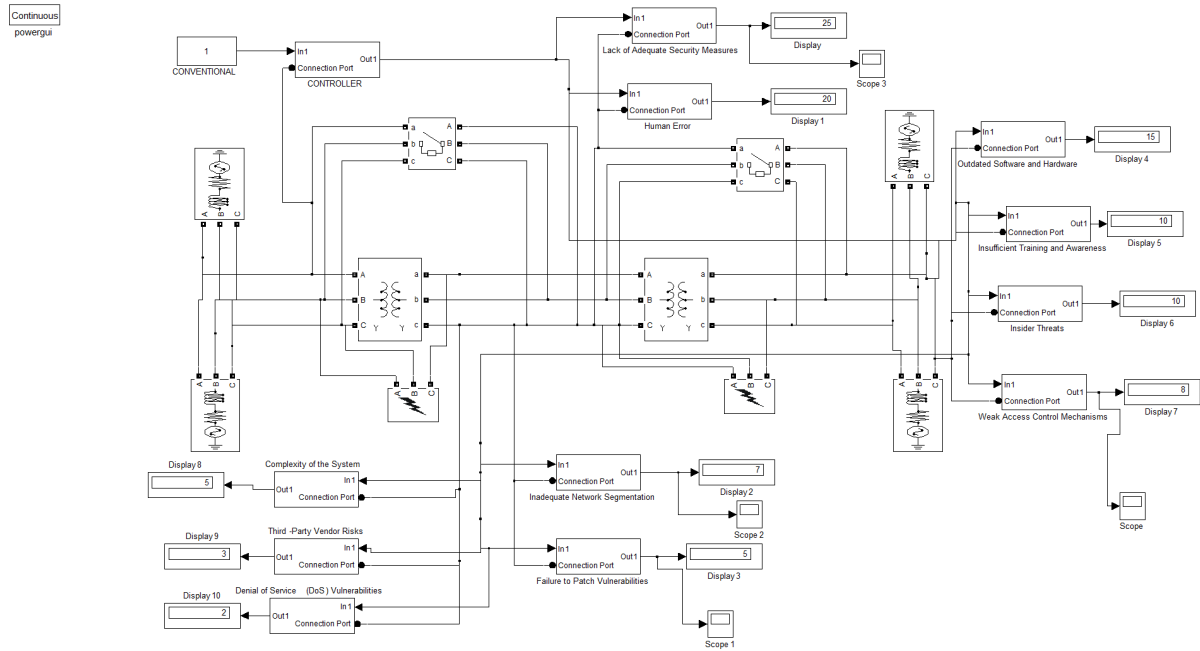 Continuous
powergui
1
CONVENTIONAL
In1
Connection Port
Out1
CONTROLLER
In1
Connection Port
Out1
Lack of Adequate Security Measures
25
Display
Scope 3
In1
Connection Port
Out1
Human Error
20
Display 1
a A
b B
c C
a A
b B
c C
A B C
A B C
In1
Connection Port
Out1
Outdated Software and Hardware
15
Display 4
In1
Connection Port
Out1
Insufficient Training and Awareness
10
Display 5
A a
B b
C c
Y Y
A a
B b
C c
Y Y
In1
Connection Port
Out1
Insider Threats
10
Display 6
A B C
A B C
A B C
A B C
In1
Connection Port
Out1
Weak Access Control Mechanisms
8
Display 7
Scope
Display 8
5
Complexity of the System
In1
Out1
Connection Port
In1
Connection Port
Out1
Inadequate Network Segmentation
7
Display 2
Scope 2
Display 9
3
Third -Party Vendor Risks
In1
Out1
Connection Port
In1
Connection Port
Out1
Failure to Patch Vulnerabilities
5
Display 3
Scope 1
Display 10
2
Denial of Service (DoS) Vulnerabilities
In1
Out1
Connection Port